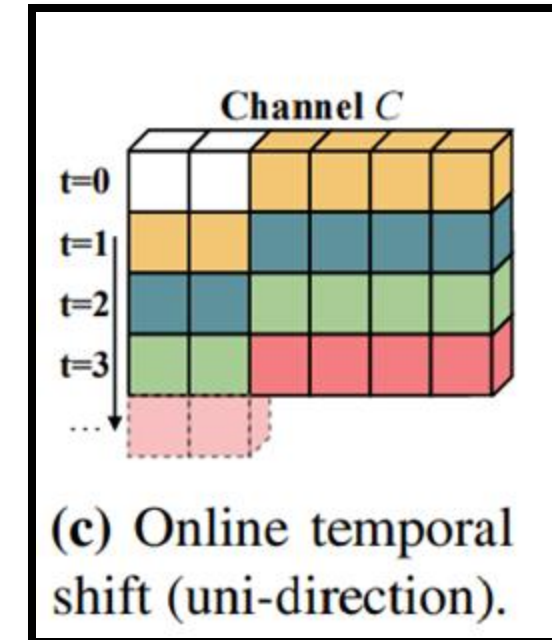 Channel C
t=0
t=1
t=2
t=3
...
(c) Online temporal
shift (uni-direction).